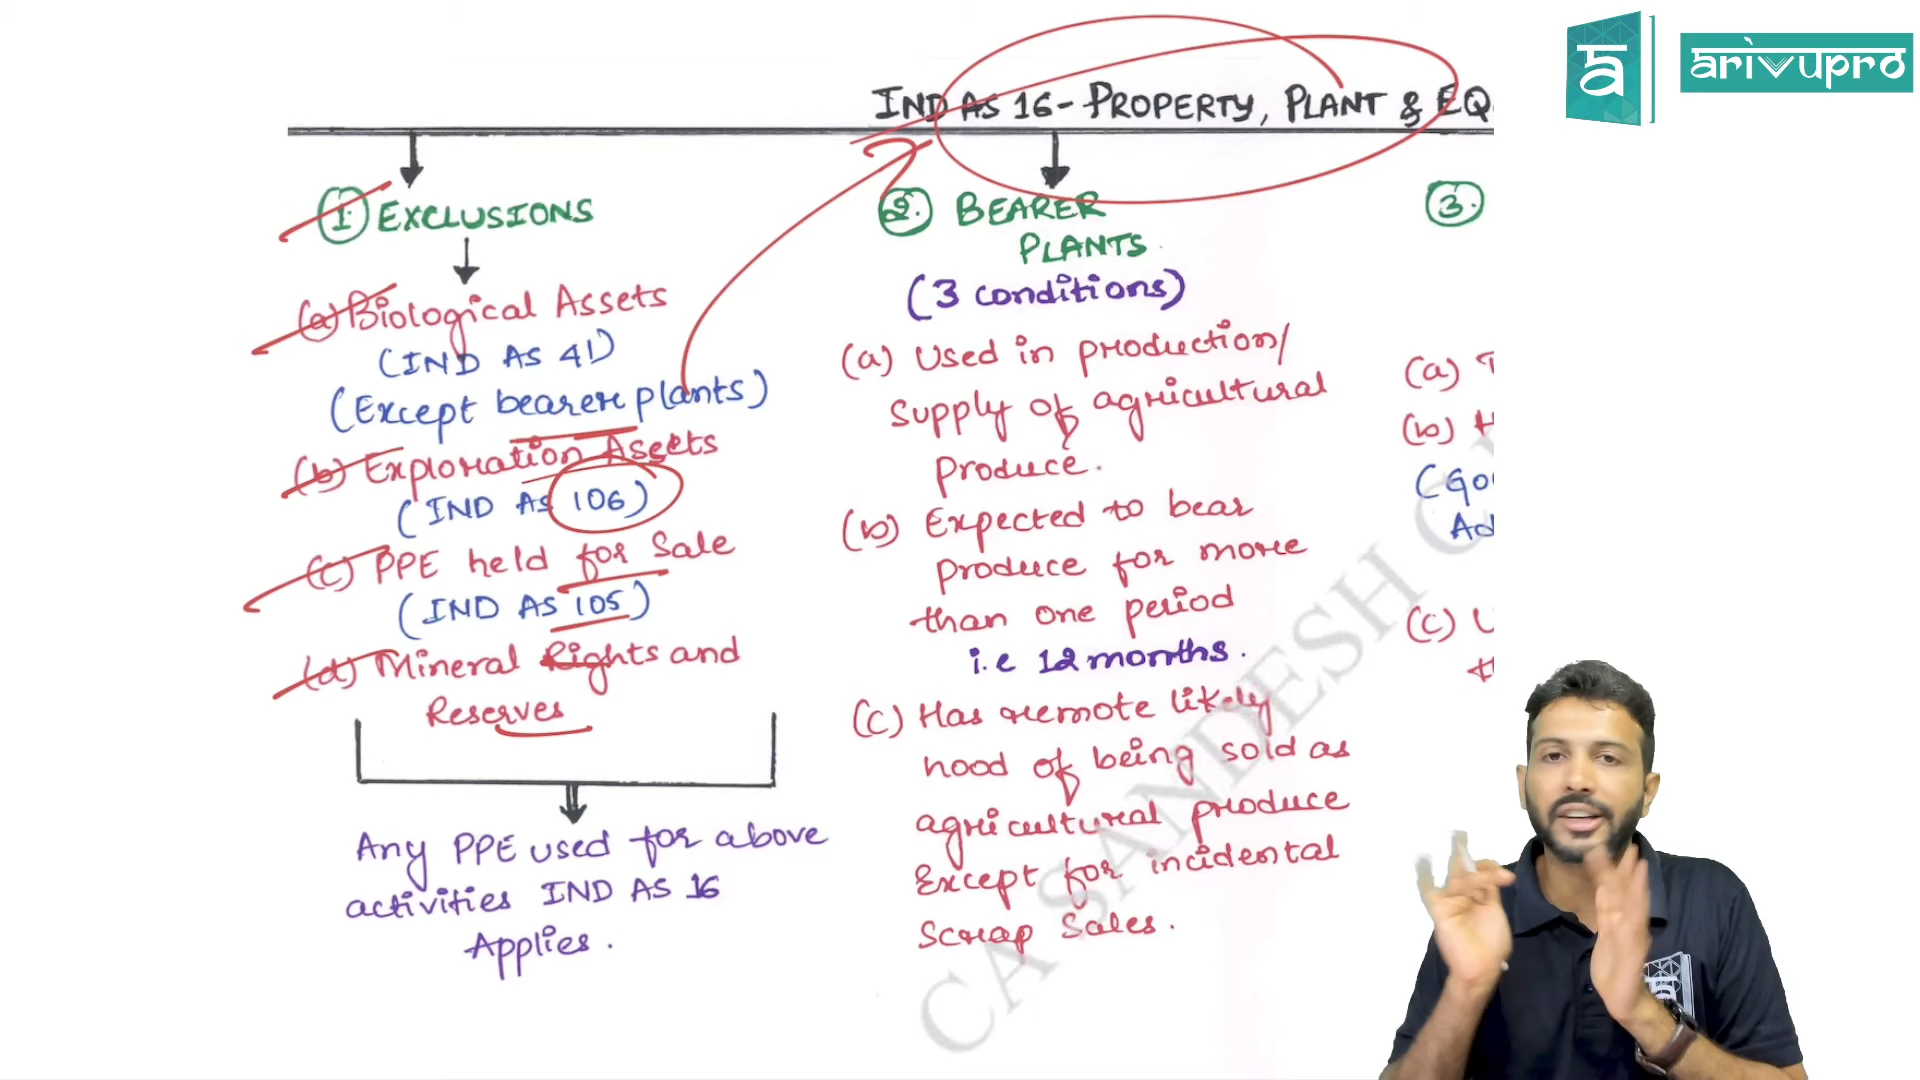 arivupro
IND AS 16 - PROPERTY, PLANT & EQ
1. EXCLUSIONS
(a) Biological Assets
(IND AS 41)
(Except bearer plants)
(b) Exploration Assets
(IND AS 106)
(c) PPE held for Sale
(IND AS 105)
(d) Mineral Rights and
Reserves
Any PPE used for above
activities IND AS 16
Applies.
2. BEARER
PLANTS
(3 conditions)
(a) Used in production/
Supply of agricultural
Produce.
(b) Expected to bear
produce for more
than one period
i.e 12 months.
(c) Has remote likely
hood of being sold as
agricultural produce
Except for incidental
Scrap Sales.
3.
(a) T
(b) H
(Go
Ad
(c) U
th
CA SANDESH